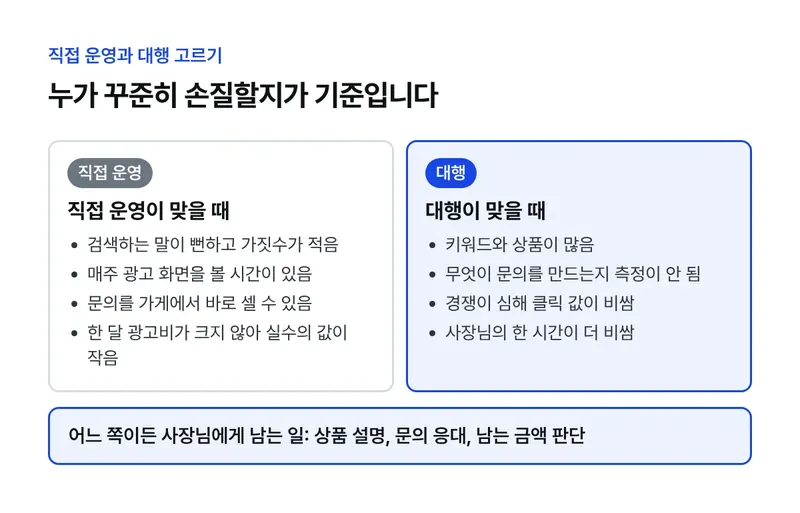 직접 운영과 대행 고르기
누가 꾸준히 손질할지가 기준입니다
직접 운영
직접 운영이 맞을 때
• 검색하는 말이 뻔하고 가짓수가 적음
• 매주 광고 화면을 볼 시간이 있음
• 문의를 가게에서 바로 셀 수 있음
• 한 달 광고비가 크지 않아 실수의 값이
작음
대행
대행이 맞을 때
• 키워드와 상품이 많음
• 무엇이 문의를 만드는지 측정이 안 됨
• 경쟁이 심해 클릭 값이 비쌈
• 사장님의 한 시간이 더 비쌈
어느 쪽이든 사장님에게 남는 일: 상품 설명, 문의 응대, 남는 금액 판단